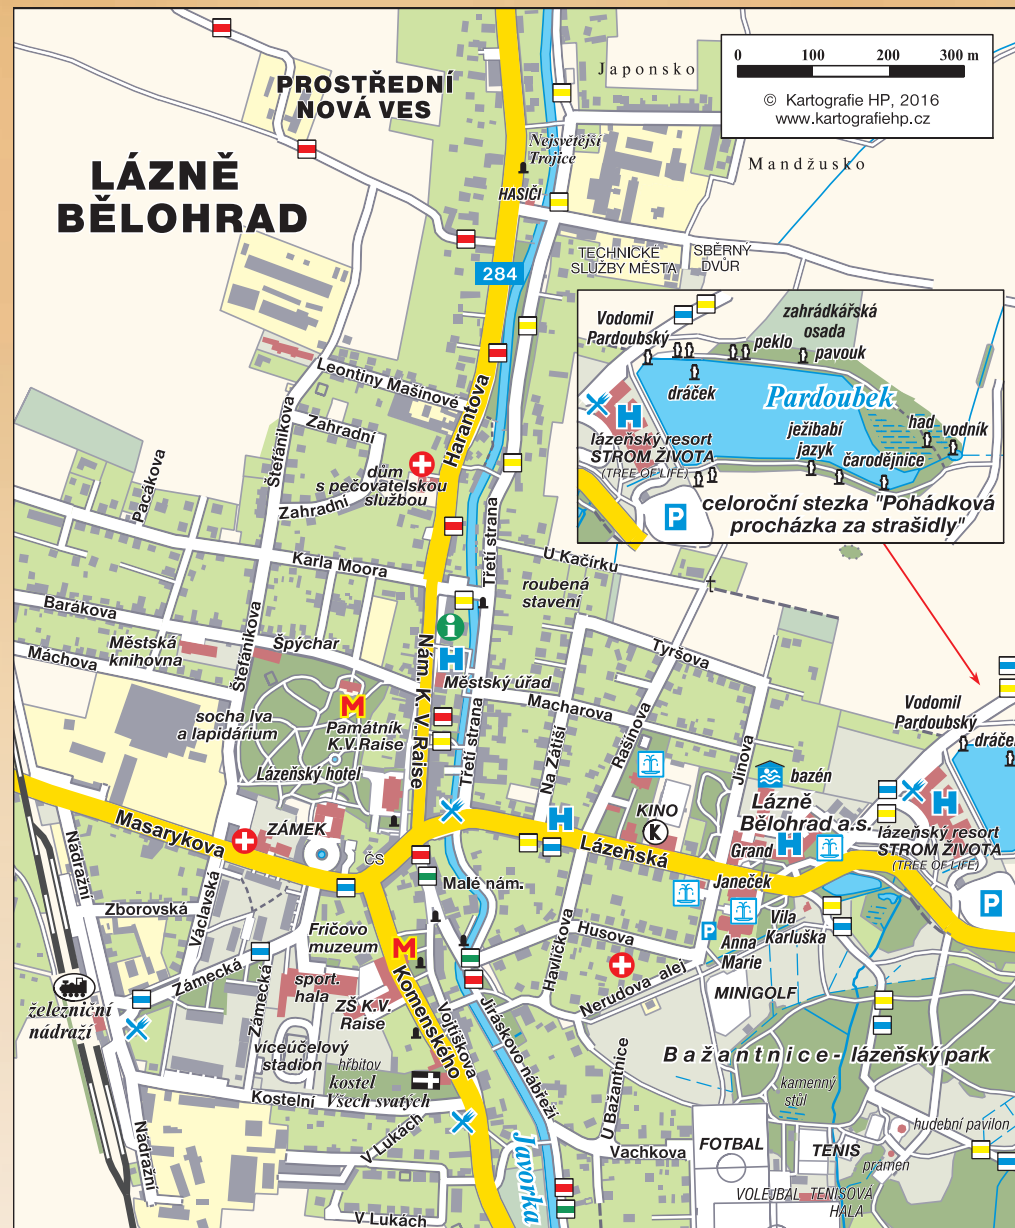 Japonsko
0 100 200 300 m
© Kartografie HP, 2016
www.kartografiehp.cz
PROSTŘEDNÍ
NOVÁ VES
LÁZNĚ
BĚLOHRAD
Nejsvětější
Trojice
Mandžusko
HASIČI
TECHNICKÉ
SLUŽBY MĚSTA
SBĚRNÝ
DVŮR
284
Vodomil
Pardoubský
zahrádkářská
osada
peklo
pavouk
dráček
Pardoubek
ježibabí
jazyk
had
vodník
čarodějnice
H
lázeňský resort
STROM ŽIVOTA
(TREE OF LIFE)
P
celoroční stezka "Pohádková
procházka za strašidly"
Leontiny Mašínové
Harantova
Zahradní
Štefánikova
Pacákova
dům
s pečovatelskou
službou
Zahradní
Třetí strana
U Kačírku
Karla Moora
roubená
stavení
Barákova
Štefánikova
Městská
knihovna
Špýchar
Máchova
i
H
Nám. K. V. Raise
Městský úřad
Tyršova
Macharova
socha lva
a lapidárium
M
Památník
K.V.Raise
Lázeňský hotel
Třetí strana
Na Zátiší
Rašínova
Jínova
bazén
Vodomil
Pardoubský
dráček
Lázně
Bělohrad a.s.
H
lázeňský resort
STROM ŽIVOTA
(TREE OF LIFE)
Masarykova
ZÁMEK
ČS
H
Lázeňská
KINO
K
Grand
H
Janeček
P
Nádražní
Malé nám.
Zborovská
Václavská
Fričovo
muzeum
M
Havlíčkova
Husova
P
Anna
Marie
Vila
Karluška
Zámecká
Zámecká
sport.
hala
ZŠ K.V.
Raise
Komenského
Vojtíškova
Jiráskovo nábřeží
Nerudova alej
MINIGOLF
železniční
nádraží
víceúčelový
stadion
hřbitov
kostel
Všech svatých
Bažantnice - lázeňský park
Kostelní
U Bažantnice
kamenný
stůl
hudební pavilon
Nádražní
V Lukách
Vachkova
FOTBAL
TENIS
pramen
Javorka
VOLEJBAL
TENISOVÁ
HALA
V Lukách